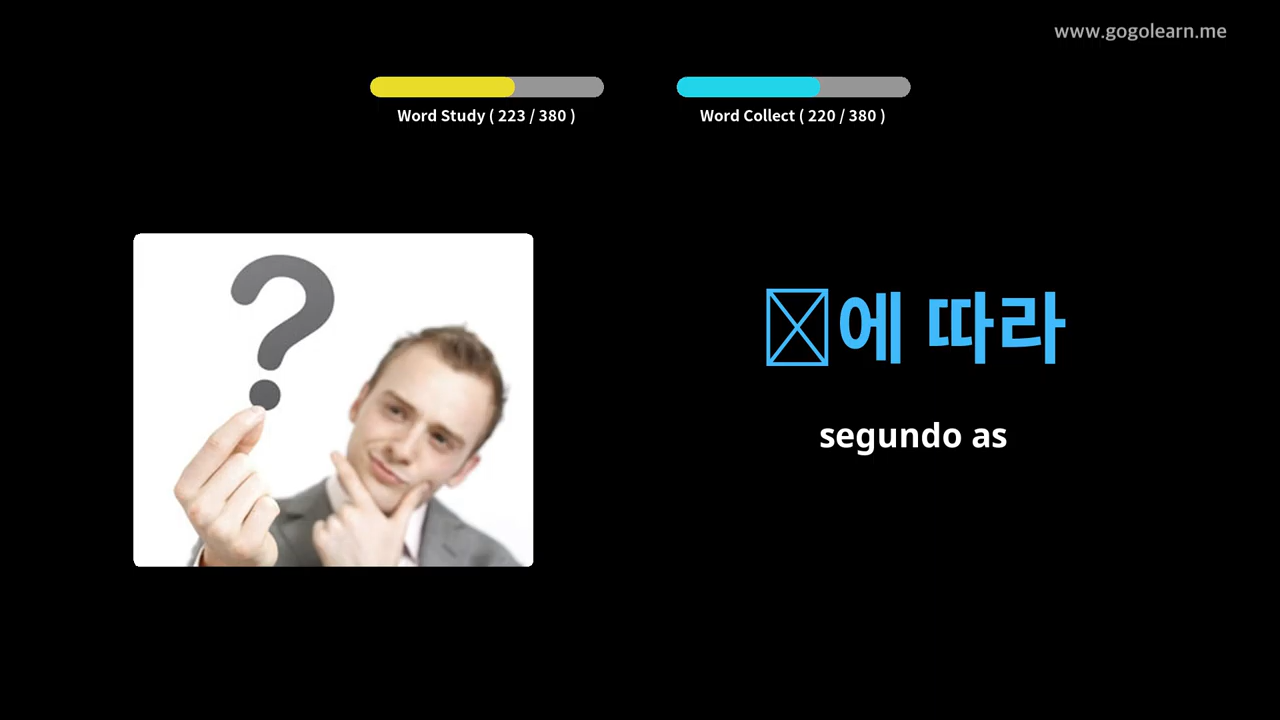 www.gogolearn.me
Word Study ( 223 / 380 )
Word Collect ( 220 / 380 )
에 따라
segundo as